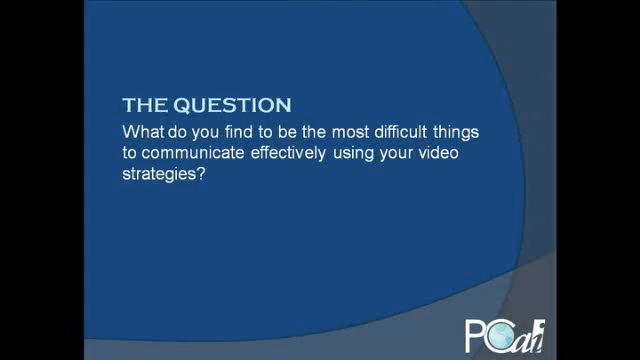 THE QUESTION
What do you find to be the most difficult things
to communicate effectively using your video
strategies?
PCaii